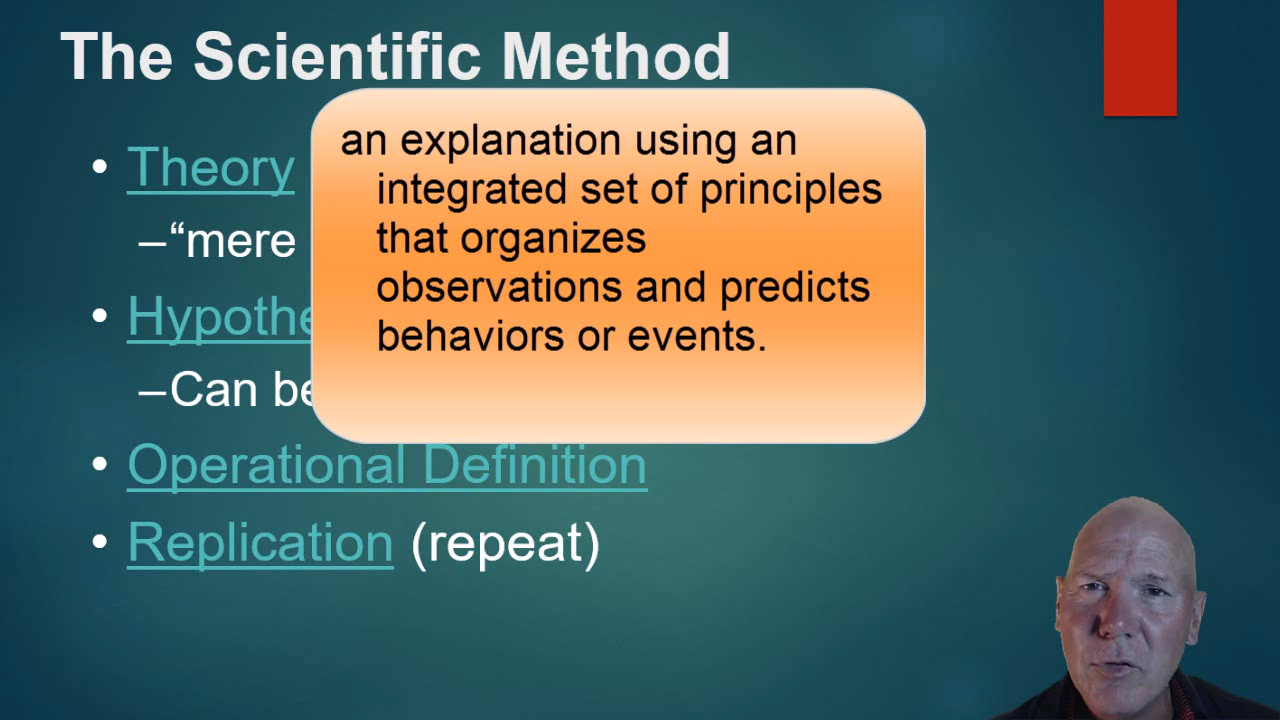 The Scientific Method
• Theory
–“mere
• Hypothe
–Can be
• Operational Definition
• Replication (repeat)
an explanation using an
integrated set of principles
that organizes
observations and predicts
behaviors or events.